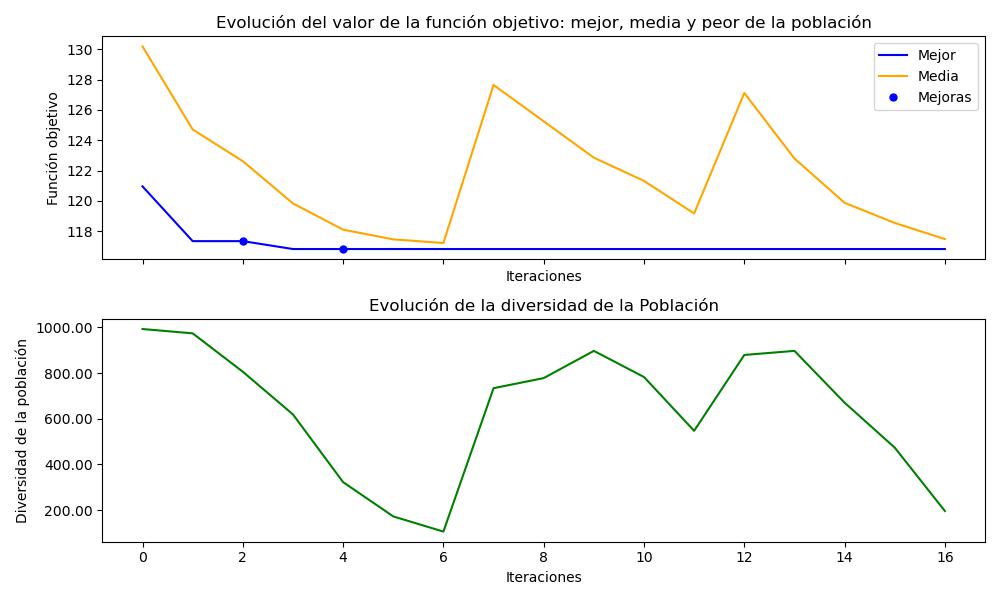 Evolución del valor de la función objetivo: mejor, media y peor de la población
Función objetivo
130
128
126
124
122
120
118
Mejor
Media
Mejoras
Iteraciones
Evolución de la diversidad de la Población
Diversidad de la población
1000.00
800.00
600.00
400.00
200.00
0 2 4 6 8 10 12 14 16
Iteraciones